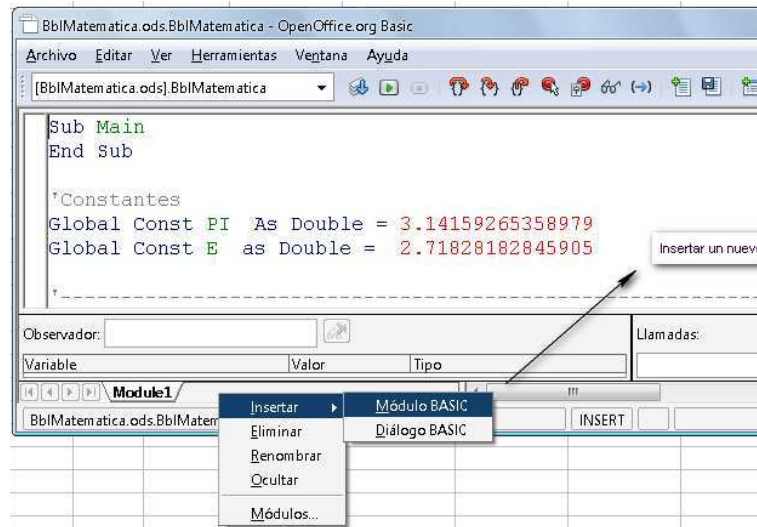 BblMatematica.ods.BblMatematica - OpenOffice.org Basic
Archivo Editar Ver Herramientas Ventana Ayuda
[BblMatematica.ods].BblMatematica
Sub Main
End Sub
'Constantes
Global Const PI As Double = 3.14159265358979
Global Const E as Double = 2.71828182845905
Insertar un nuev
'------------------------------------------------
Observador:
Llamadas:
Variable Valor Tipo
Module1
Insertar Módulo BASIC
BblMatematica.ods.BblMatem INSERT
Eliminar Diálogo BASIC
Renombrar
Ocultar
Módulos...